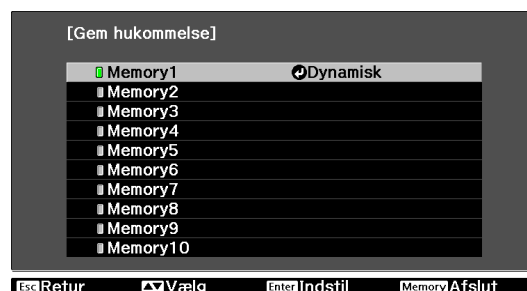 [Gem hukommelse]
Memory1 Dynamisk
Memory2
Memory3
Memory4
Memory5
Memory6
Memory7
Memory8
Memory9
Memory10
Esc Retur Vælg Enter Indstil Memory Afslut